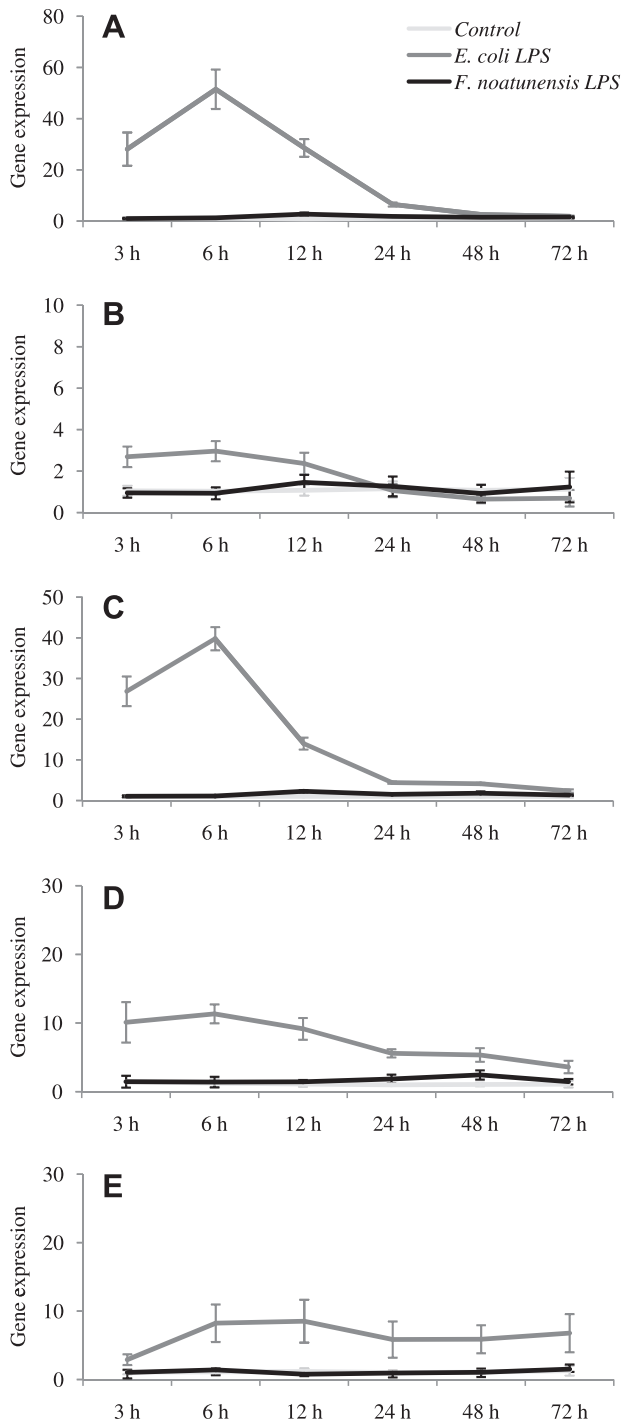 A
Control
E. coli LPS
F. noatunensis LPS
Gene expression
80
60
40
20
0
3 h 6 h 12 h 24 h 48 h 72 h
B
Gene expression
10
8
6
4
2
0
3 h 6 h 12 h 24 h 48 h 72 h
C
Gene expression
50
40
30
20
10
0
3 h 6 h 12 h 24 h 48 h 72 h
D
Gene expression
30
20
10
0
3 h 6 h 12 h 24 h 48 h 72 h
E
Gene expression
30
20
10
0
3 h 6 h 12 h 24 h 48 h 72 h